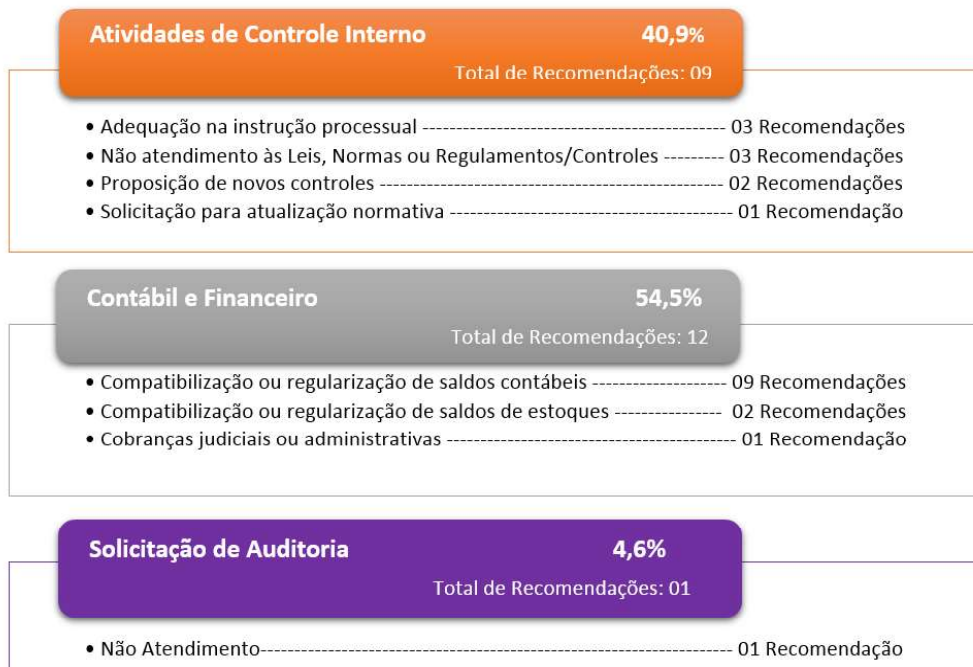 Atividades de Controle Interno 40,9%
Total de Recomendações: 09
• Adequação na instrução processual --------------------------------------------- 03 Recomendações
• Não atendimento às Leis, Normas ou Regulamentos/Controles --------- 03 Recomendações
• Proposição de novos controles --------------------------------------------------- 02 Recomendações
• Solicitação para atualização normativa ------------------------------------------ 01 Recomendação
Contábil e Financeiro 54,5%
Total de Recomendações: 12
• Compatibilização ou regularização de saldos contábeis -------------------- 09 Recomendações
• Compatibilização ou regularização de saldos de estoques ---------------- 02 Recomendações
• Cobranças judiciais ou administrativas ------------------------------------------- 01 Recomendação
Solicitação de Auditoria 4,6%
Total de Recomendações: 01
• Não Atendimento---------------------------------------------------------------------- 01 Recomendação